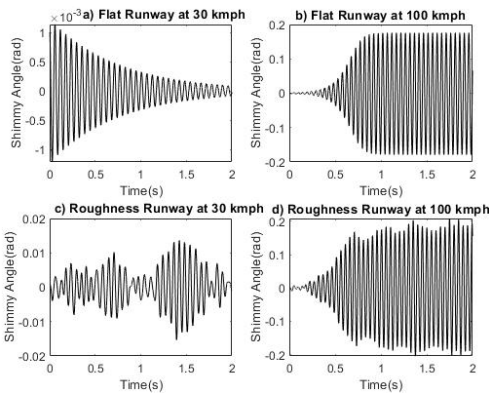 ×10⁻³ a) Flat Runway at 30 kmph
1
0.5
0
-0.5
-1
Shimmy Angle(rad)
0 0.5 1 1.5 2
Time(s)
b) Flat Runway at 100 kmph
0.2
0.1
0
-0.1
-0.2
Shimmy Angle(rad)
0 0.5 1 1.5 2
Time(s)
c) Roughness Runway at 30 kmph
0.02
0.01
0
-0.01
-0.02
Shimmy Angle(rad)
0 0.5 1 1.5 2
Time(s)
d) Roughness Runway at 100 kmph
0.2
0.1
0
-0.1
-0.2
Shimmy Angle(rad)
0 0.5 1 1.5 2
Time(s)